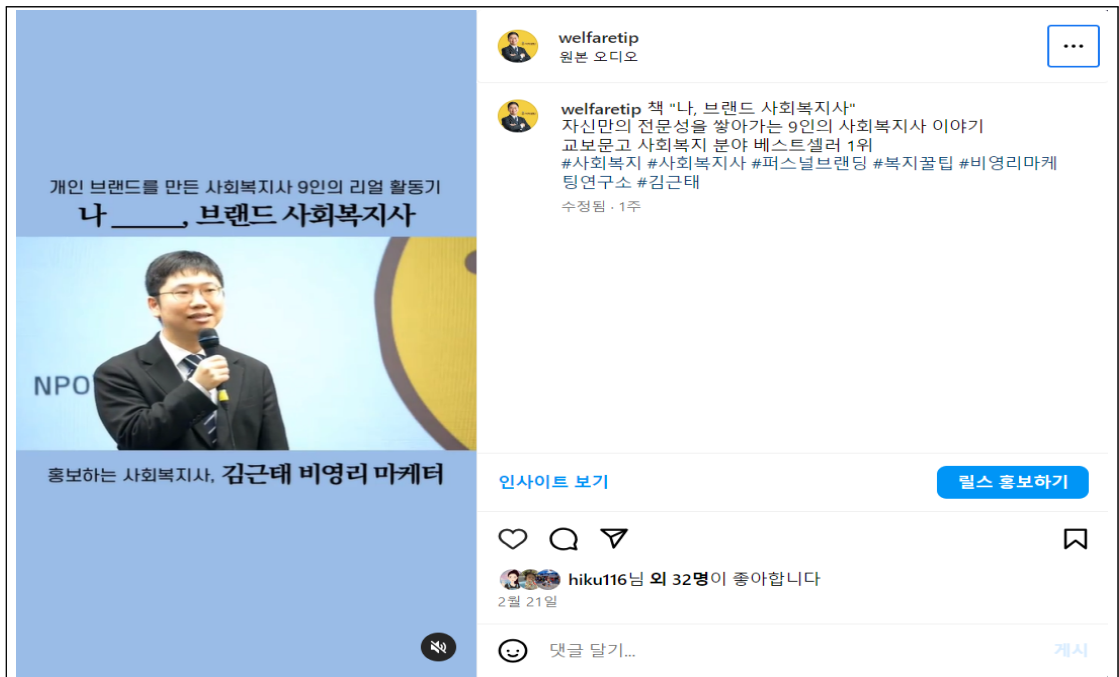 개인 브랜드를 만든 사회복지사 9인의 리얼 활동기
나 _____, 브랜드 사회복지사
NPO
홍보하는 사회복지사, 김근태 비영리 마케터
welfaretip
원본 오디오
welfaretip 책 "나, 브랜드 사회복지사"
자신만의 전문성을 쌓아가는 9인의 사회복지사 이야기
교보문고 사회복지 분야 베스트셀러 1위
#사회복지 #사회복지사 #퍼스널브랜딩 #복지꿀팁 #비영리마케
팅연구소 #김근태
수정됨 · 1주
인사이트 보기
릴스 홍보하기
hiku116님 외 32명이 좋아합니다
2월 21일
댓글 달기...
게시